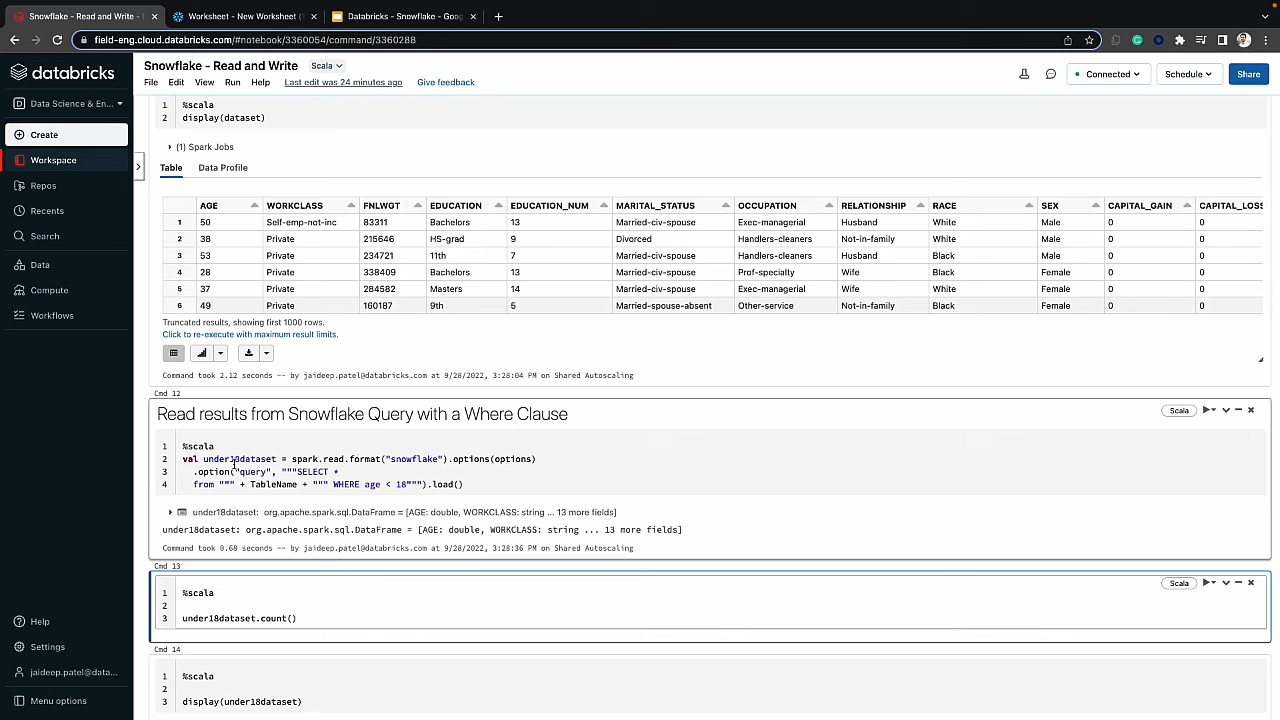 Snowflake - Read and Write -
Worksheet - New Worksheet (
Databricks - Snowflake - Goog
field-eng.cloud.databricks.com/#notebook/3360054/command/3360288
databricks
Snowflake - Read and Write
Scala
File
Edit
View
Run
Help
Last edit was 24 minutes ago
Give feedback
Connected
Schedule
Share
Data Science & En...
Create
Workspace
Repos
Recents
Search
Data
Compute
Workflows
Help
Settings
jaideep.patel@data...
Menu options
1 %scala
2 display(dataset)
(1) Spark Jobs
Table Data Profile
AGE WORKCLASS FNLWGT EDUCATION EDUCATION_NUM MARITAL_STATUS OCCUPATION RELATIONSHIP RACE SEX CAPITAL_GAIN CAPITAL_LOSS
1 50 Self-emp-not-inc 83311 Bachelors 13 Married-civ-spouse Exec-managerial Husband White Male 0 0
2 38 Private 215646 HS-grad 9 Divorced Handlers-cleaners Not-in-family White Male 0 0
3 53 Private 234721 11th 7 Married-civ-spouse Handlers-cleaners Husband Black Male 0 0
4 28 Private 338409 Bachelors 13 Married-civ-spouse Prof-specialty Wife Black Female 0 0
5 37 Private 284582 Masters 14 Married-civ-spouse Exec-managerial Wife White Female 0 0
6 49 Private 160187 9th 5 Married-spouse-absent Other-service Not-in-family Black Female 0 0
Truncated results, showing first 1000 rows.
Click to re-execute with maximum result limits.
Command took 2.12 seconds -- by jaideep.patel@databricks.com at 9/28/2022, 3:28:04 PM on Shared Autoscaling
Cmd 12
Read results from Snowflake Query with a Where Clause
Scala
1 %scala
2 val under18dataset = spark.read.format("snowflake").options(options)
3 .option("query", """SELECT *
4 from """ + TableName + """ WHERE age < 18""").load()
under18dataset: org.apache.spark.sql.DataFrame = [AGE: double, WORKCLASS: string ... 13 more fields]
under18dataset: org.apache.spark.sql.DataFrame = [AGE: double, WORKCLASS: string ... 13 more fields]
Command took 0.68 seconds -- by jaideep.patel@databricks.com at 9/28/2022, 3:28:36 PM on Shared Autoscaling
Cmd 13
Scala
1 %scala
2
3 under18dataset.count()
Cmd 14
1 %scala
2
3 display(under18dataset)